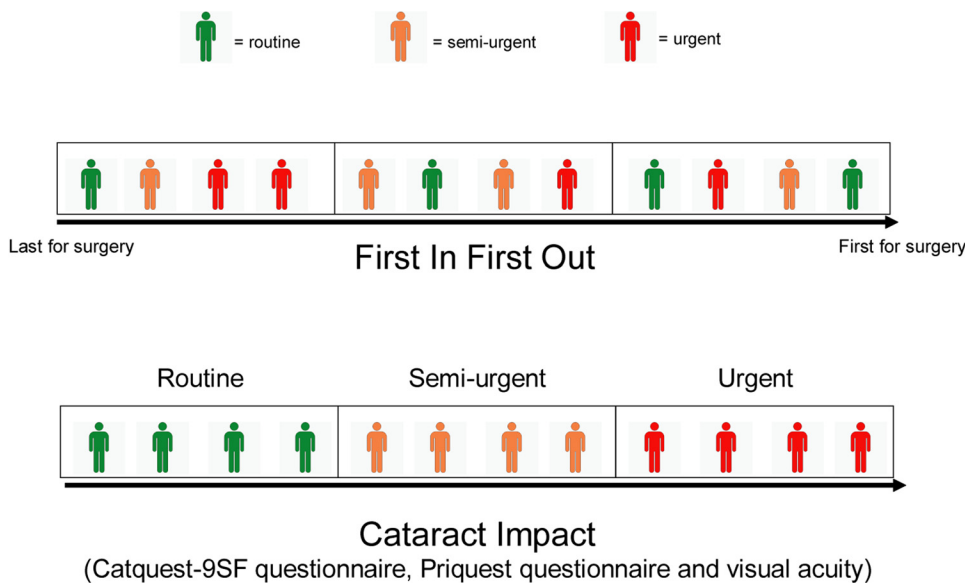 = routine
= semi-urgent
= urgent
Last for surgery
First for surgery
First In First Out
Routine
Semi-urgent
Urgent
Cataract Impact
(Catquest-9SF questionnaire, Priquest questionnaire and visual acuity)